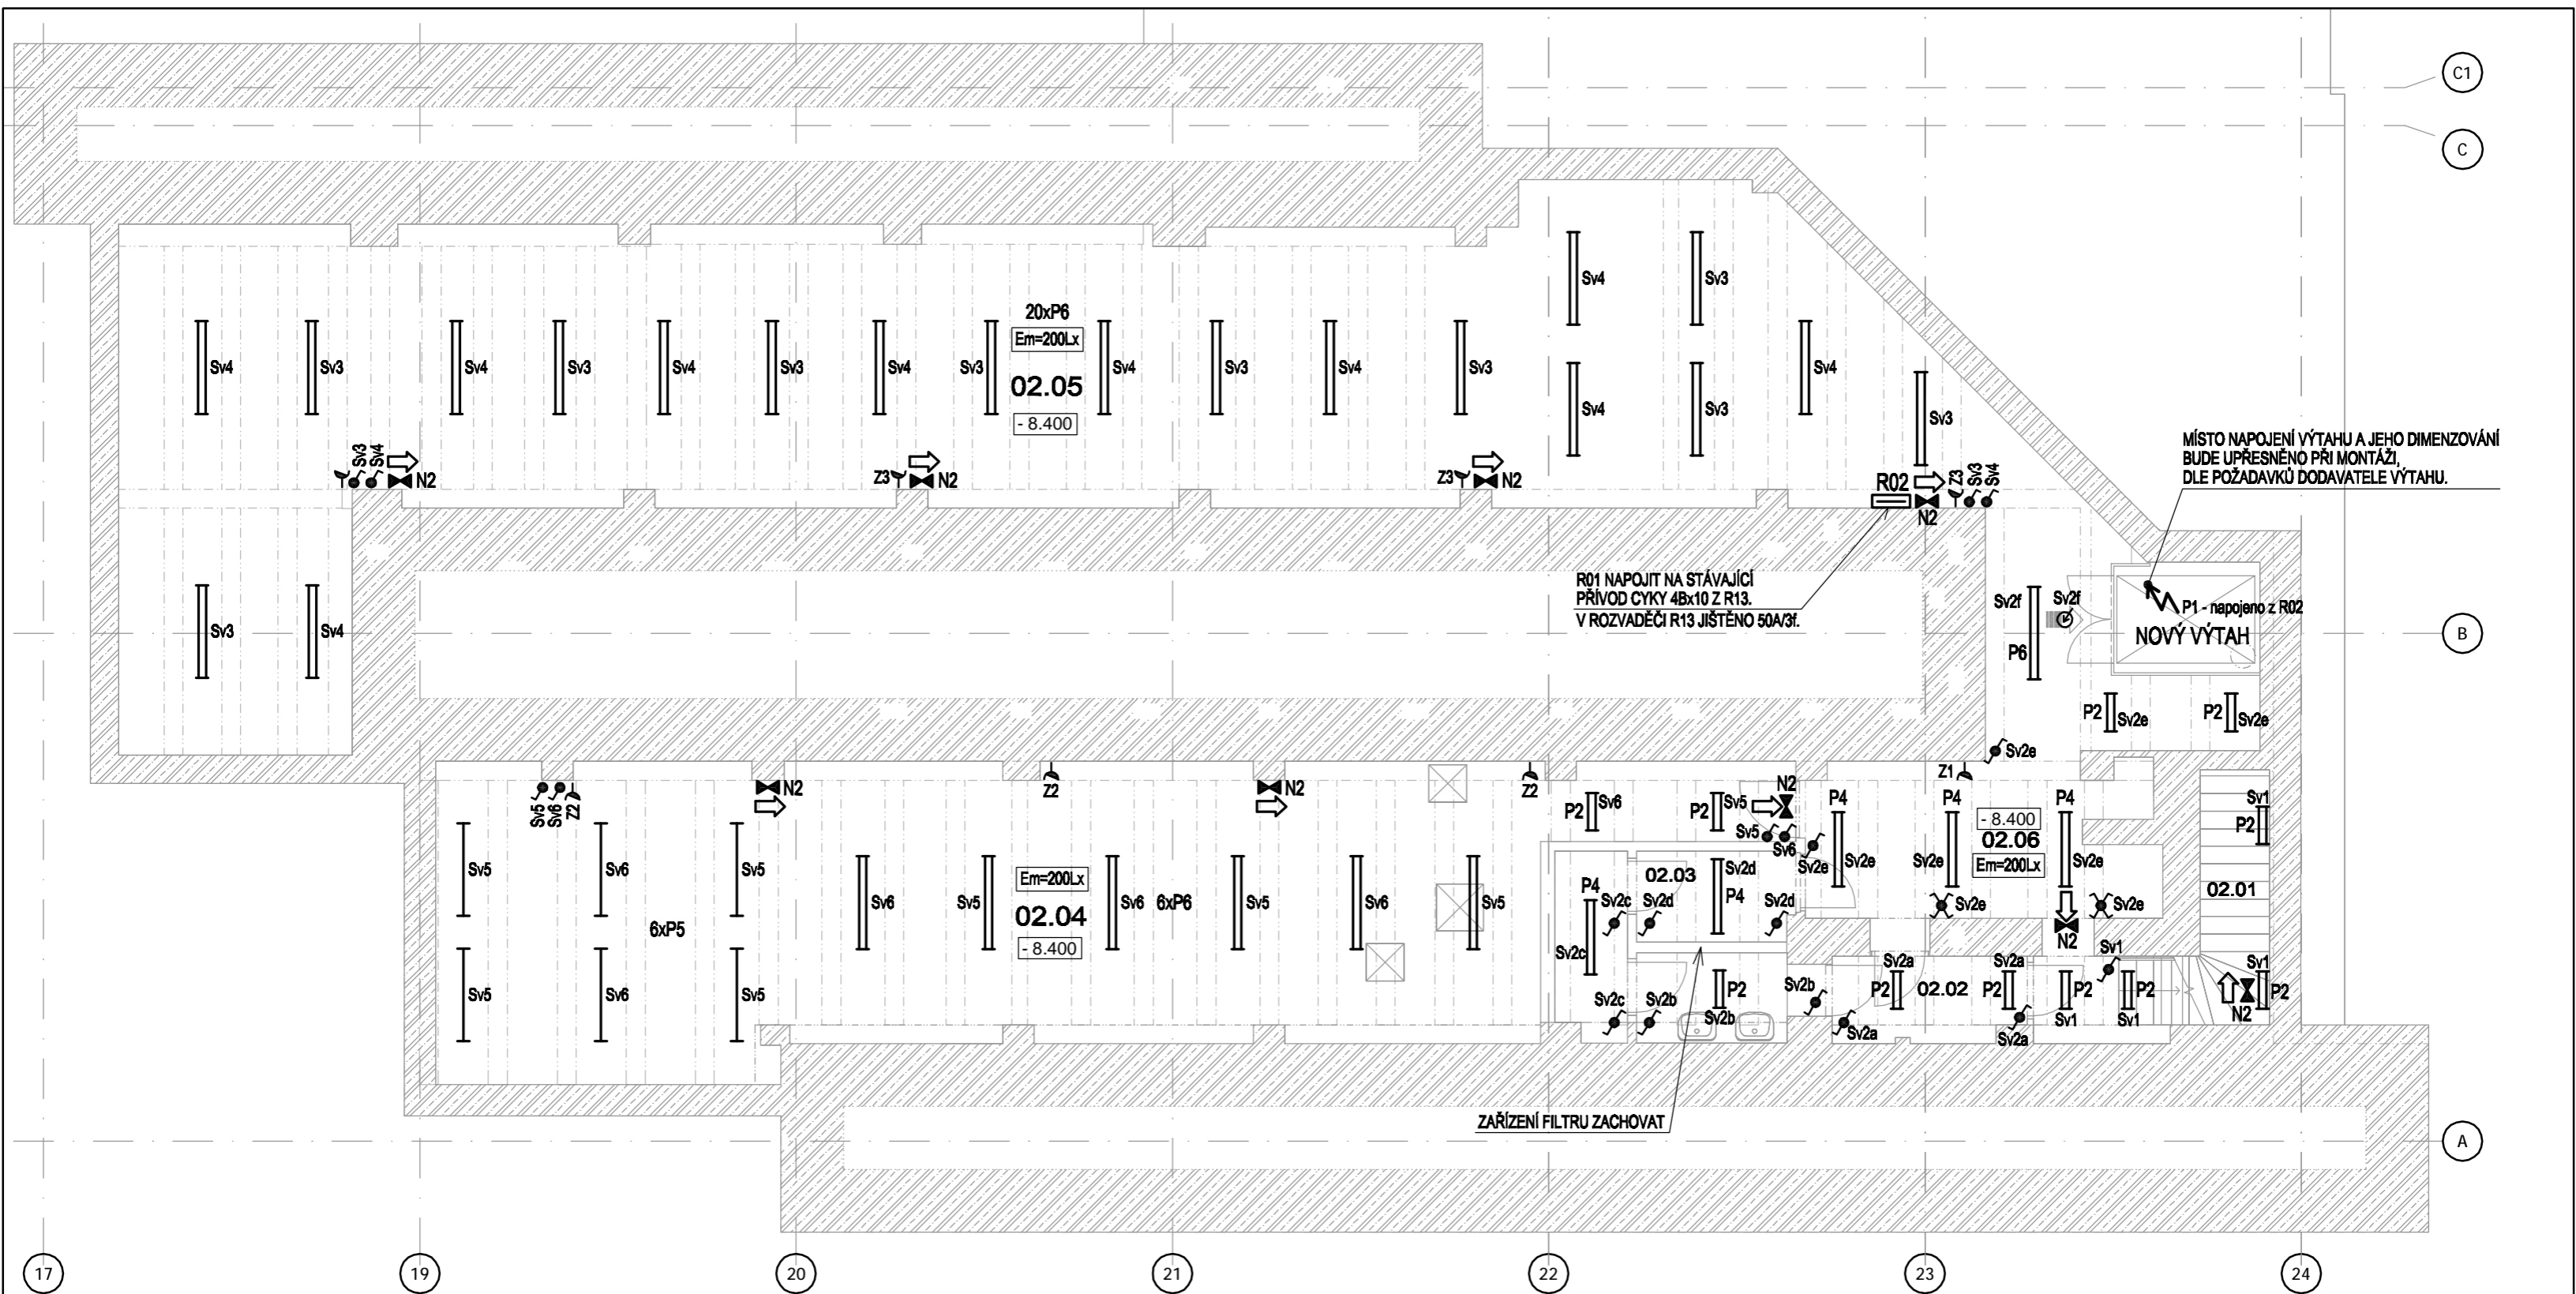 C1
C
20xP6
Em=200Lx
02.05
- 8.400
Sv4
Sv3
Sv4
Sv3
Sv4
Sv3
Sv4
Sv3
Sv4
Sv3
Sv4
Sv3
Sv4
Sv3
Sv4
Sv3
Sv4
Sv3
Sv3
Sv4
N2
Z3
N2
Z3
N2
R02
N2
Z3
Sv3
Sv4
MÍSTO NAPOJENÍ VÝTAHU A JEHO DIMENZOVÁNÍ
BUDE UPŘESNĚNO PŘI MONTÁŽI,
DLE POŽADAVKŮ DODAVATELE VÝTAHU.
R01 NAPOJIT NA STÁVAJÍCÍ
PŘÍVOD CYKY 4Bx10 Z R13.
V ROZVADĚČI R13 JIŠTĚNO 50A/3f.
Sv3
Sv4
Sv2f
Sv2f
P6
P1 - napojeno z R02
NOVÝ VÝTAH
B
P2
Sv2e
P2
Sv2e
Sv2e
Sv5
Sv6
Z2
N2
Z2
N2
Z2
Z1
Sv5
Sv6
Sv5
6xP5
Sv5
Sv6
Sv5
Sv6
Sv5
Em=200Lx
02.04
- 8.400
Sv6
6xP6
Sv5
Sv6
Sv5
P2
Sv6
P2
Sv5
N2
Sv5
Sv6
Sv2e
P4
Sv2e
P4
Sv2e
P4
Sv2e
- 8.400
02.06
Em=200Lx
Sv2e
Sv2e
N2
Sv1
P2
02.01
02.03
P4
Sv2c
Sv2c
Sv2d
Sv2d
P4
Sv2d
Sv2c
Sv2b
P2
Sv2b
Sv2b
Sv2a
Sv2a
P2
02.02
Sv2a
P2
Sv2a
P2
Sv1
Sv1
P2
Sv1
Sv1
P2
N2
ZAŘÍZENÍ FILTRU ZACHOVAT
A
17
19
20
21
22
23
24